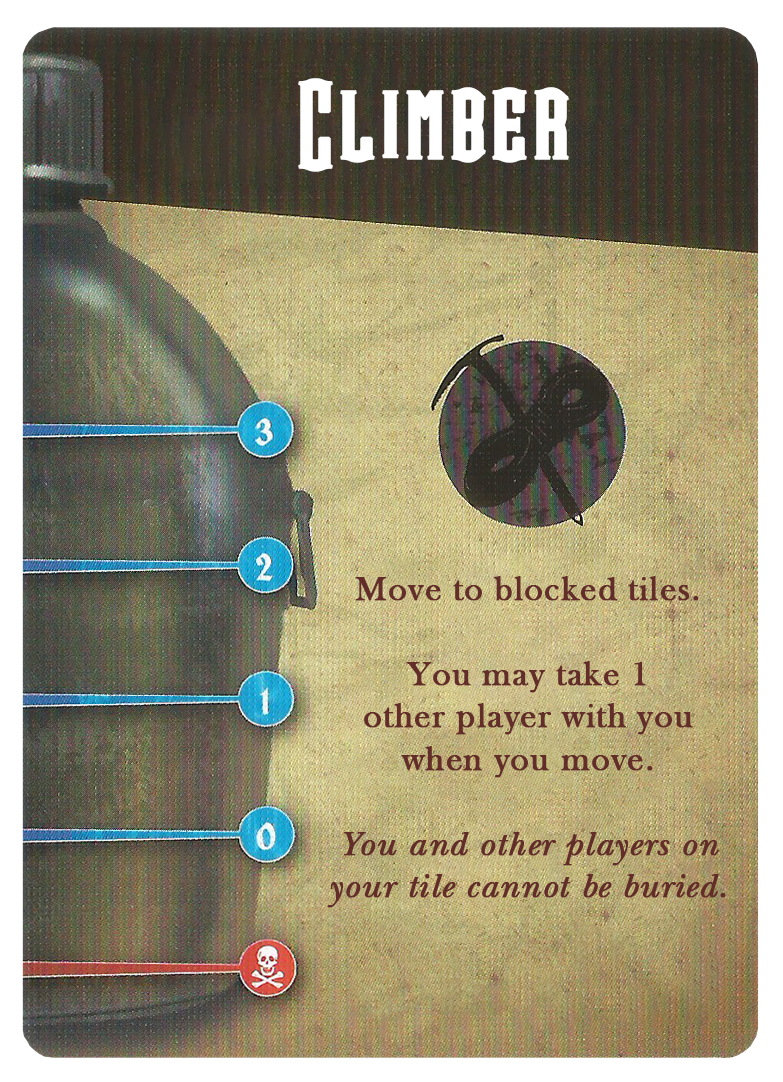 CLIMBER
3
2
1
0
Move to blocked tiles.
You may take 1
other player with you
when you move.
You and other players on
your tile cannot be buried.